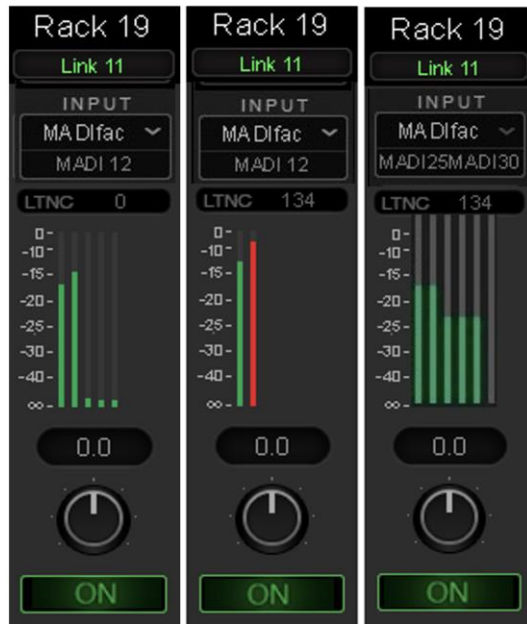 Rack 19
Link 11
INPUT
MADIfac
MADI 12
LTNC 0
0
-10
-15
-20
-25
-30
-40
∞
0.0
ON
Rack 19
Link 11
INPUT
MADIfac
MADI 12
LTNC 134
0
-10
-15
-20
-25
-30
-40
∞
0.0
ON
Rack 19
Link 11
INPUT
MADIfac
MADI25MADI30
LTNC 134
0
-10
-15
-20
-25
-30
-40
∞
0.0
ON